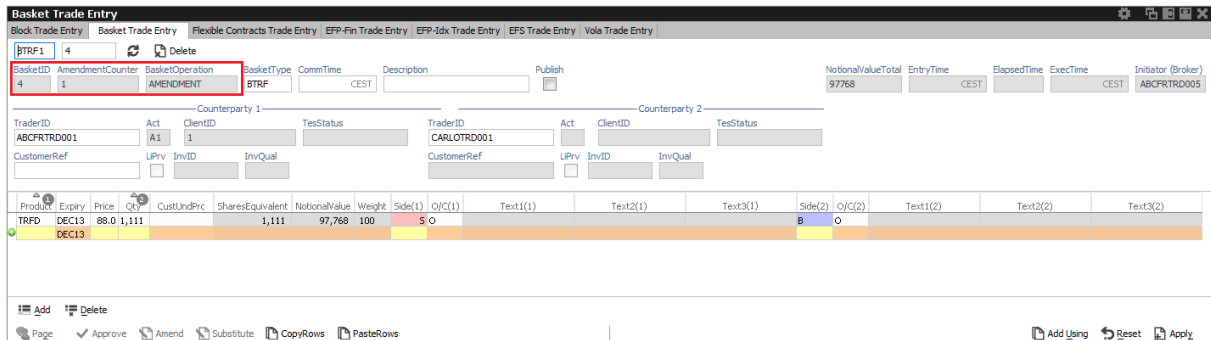 Basket Trade Entry
Block Trade Entry Basket Trade Entry Flexible Contracts Trade Entry EFP-Fin Trade Entry EFP-Idx Trade Entry EFS Trade Entry Vola Trade Entry
BTRF1 4 Delete
BasketID AmendmentCounter BasketOperation BasketType CommTime Description Publish NotionalValueTotal EntryTime ElapsedTime ExecTime Initiator (Broker)
4 1 AMENDMENT BTRF CEST 97768 CEST CEST ABCFRTRD005
Counterparty 1 Counterparty 2
TraderID Act ClientID TesStatus TraderID Act ClientID TesStatus
ABCFRTRD001 A1 1 CARLOTRD001
CustomerRef LiPrv InvID InvQual CustomerRef LiPrv InvID InvQual
Product 1 Expiry Price Qty 2 CustUndPrc SharesEquivalent NotionalValue Weight Side(1) O/C(1) Text1(1) Text2(1) Text3(1) Side(2) O/C(2) Text1(2) Text2(2) Text3(2)
TRFD DEC13 88.0 1,111 1,111 97,768 100 S O B O
DEC13
Add Delete
Page Approve Amend Substitute CopyRows PasteRows Add Using Reset Apply